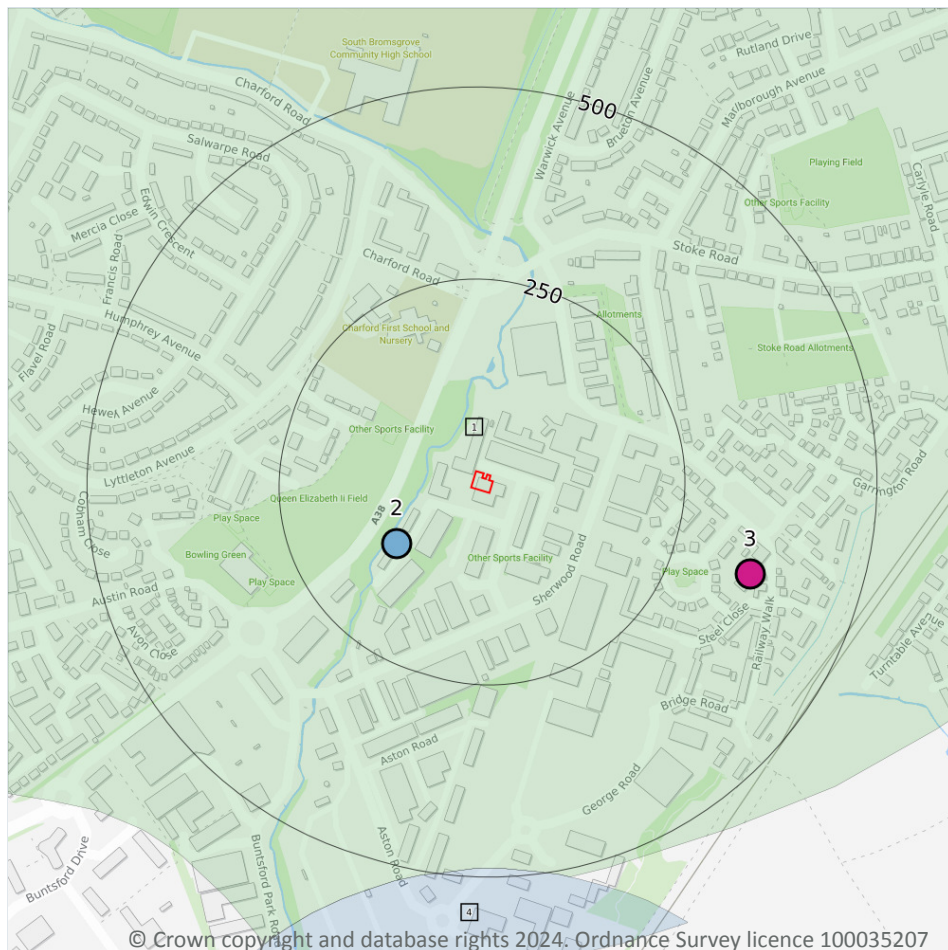 South Bromsgrove
Community High School
Rutland Drive
Marlborough Avenue
Charford Road
500
Warwick Avenue
Brueton Avenue
Salwarpe Road
Playing Field
Carlyle Road
Other Sports Facility
Edwin Crescent
Mercia Close
Francis Road
Stoke Road
Charford Road
250
Humphrey Avenue
Allotments
Charford First School and
Nursery
Stoke Road Allotments
Flavel Road
Hewey Avenue
Other Sports Facility
1
Lyttleton Avenue
Garrington Road
Queen Elizabeth Ii Field
A38
2
Cobham Close
Play Space
3
Bowling Green
Other Sports Facility
Sherwood Road
Play Space
Play Space
Austin Road
Steel Close
Railway Walk
Avon Close
Turntable Avenue
Bridge Road
Aston Road
George Road
Aston Road
Buntsford Drive
Buntsford Park Ro
4
© Crown copyright and database rights 2024. Ordnance Survey licence 100035207